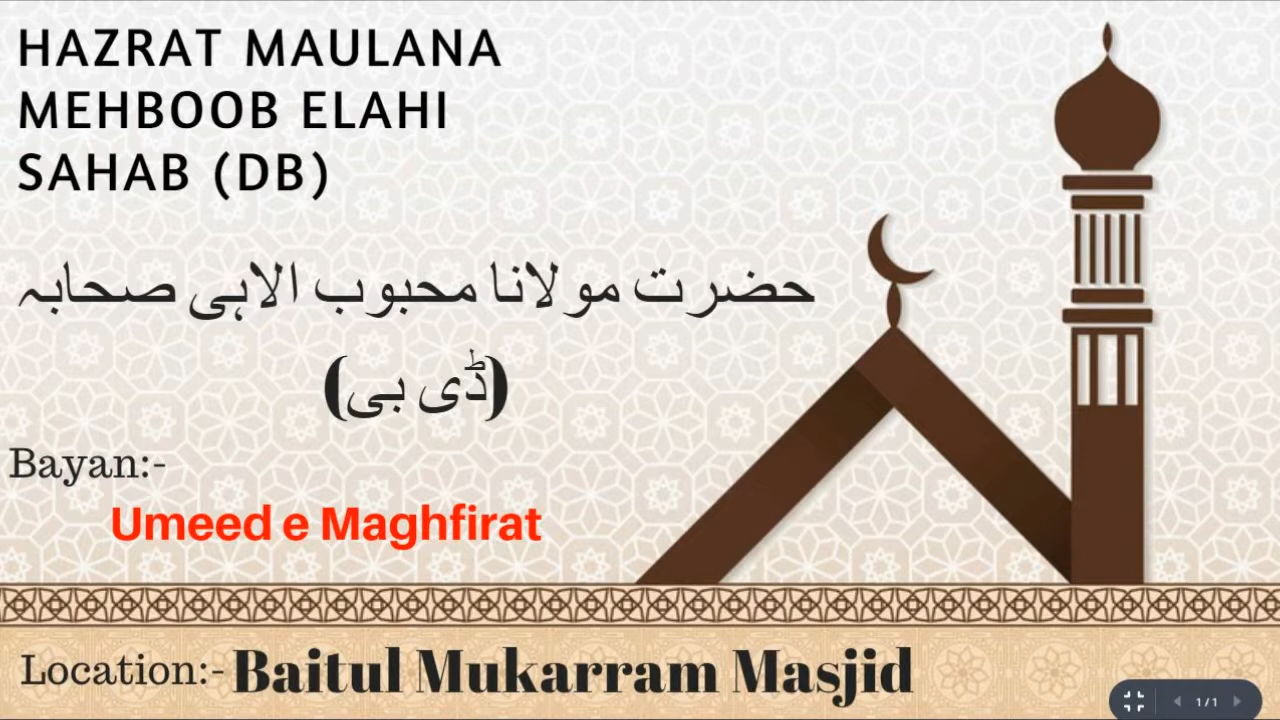 HAZRAT MAULANA
MEHBOOB ELAHI
SAHAB (DB)
حضرت مولانا محبوب الاہی صحابہ
(ڈی بی)
Bayan:-
Umeed e Maghfirat
Location:- Baitul Mukarram Masjid
1/1